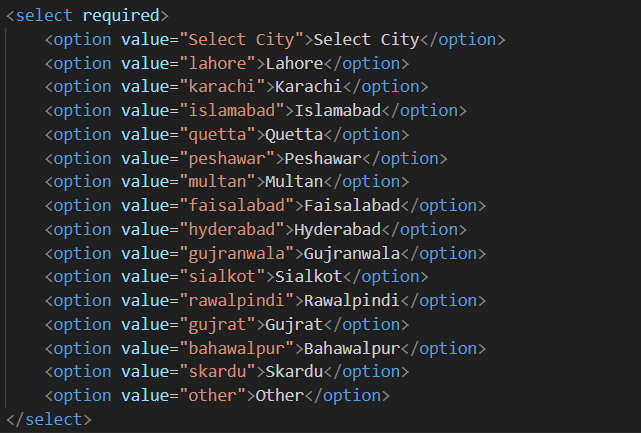 <select required>
    <option value="Select City">Select City</option>
    <option value="lahore">Lahore</option>
    <option value="karachi">Karachi</option>
    <option value="islamabad">Islamabad</option>
    <option value="quetta">Quetta</option>
    <option value="peshawar">Peshawar</option>
    <option value="multan">Multan</option>
    <option value="faisalabad">Faisalabad</option>
    <option value="hyderabad">Hyderabad</option>
    <option value="gujranwala">Gujranwala</option>
    <option value="sialkot">Sialkot</option>
    <option value="rawalpindi">Rawalpindi</option>
    <option value="gujrat">Gujrat</option>
    <option value="bahawalpur">Bahawalpur</option>
    <option value="skardu">Skardu</option>
    <option value="other">Other</option>
</select>